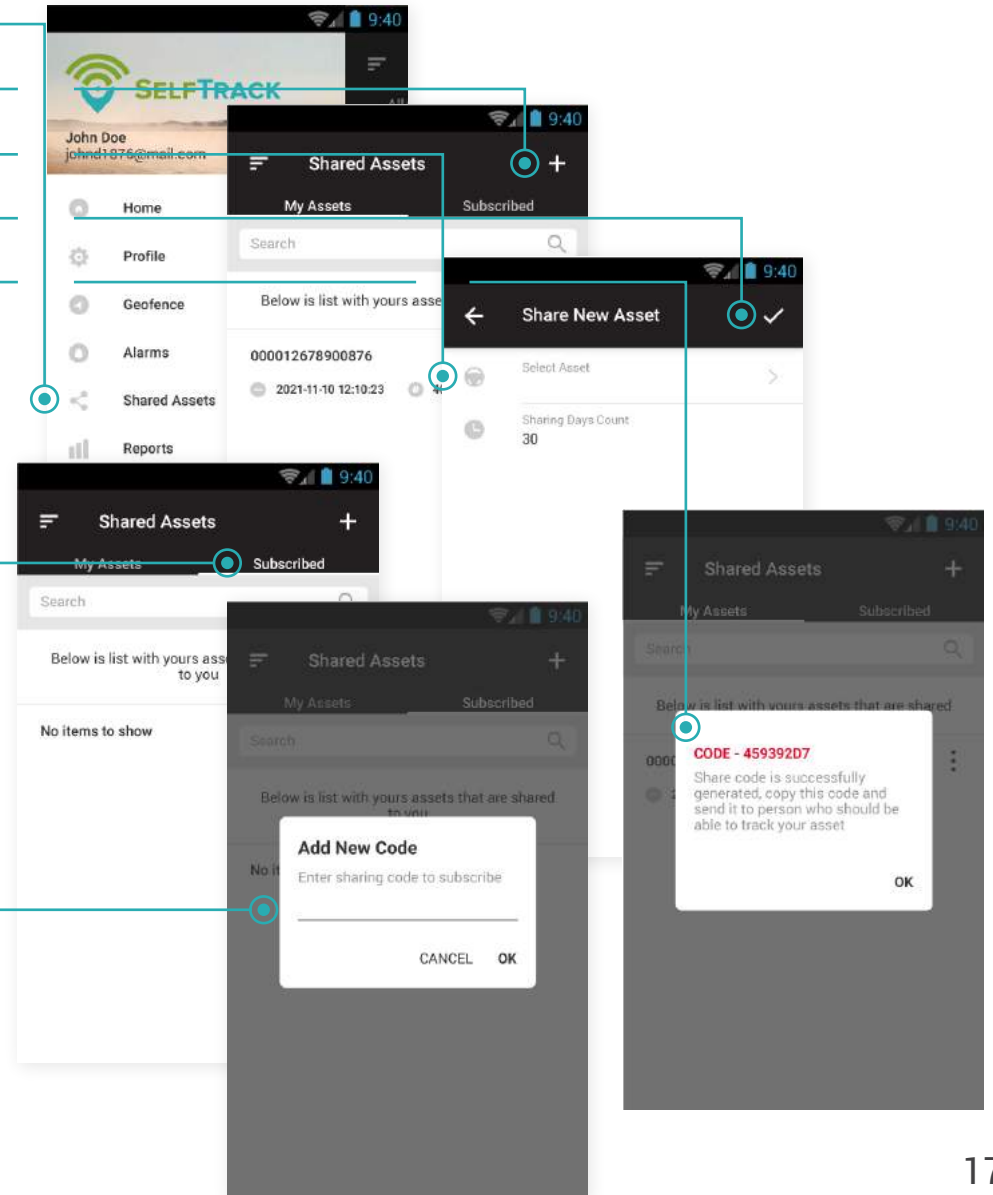 9:40
SELFTRACK
All
John Doe
johnd1876@mail.com
Home
Profile
Geofence
Alarms
Shared Assets
Reports
9:40
Shared Assets
My Assets
Subscribed
Search
Below is list with yours asse
000012678900876
2021-11-10 12:10:23
9:40
Share New Asset
Select Asset
Sharing Days Count
30
9:40
Shared Assets
My Assets
Subscribed
Search
Below is list with yours ass
to you
No items to show
9:40
Shared Assets
My Assets
Subscribed
Search
Below is list with yours assets that are shared
to you
No it
Add New Code
Enter sharing code to subscribe
CANCEL OK
9:40
Shared Assets
My Assets
Subscribed
Search
Below is list with yours assets that are shared
0000
CODE - 459392D7
Share code is successfully
generated, copy this code and
send it to person who should be
able to track your asset
OK
17